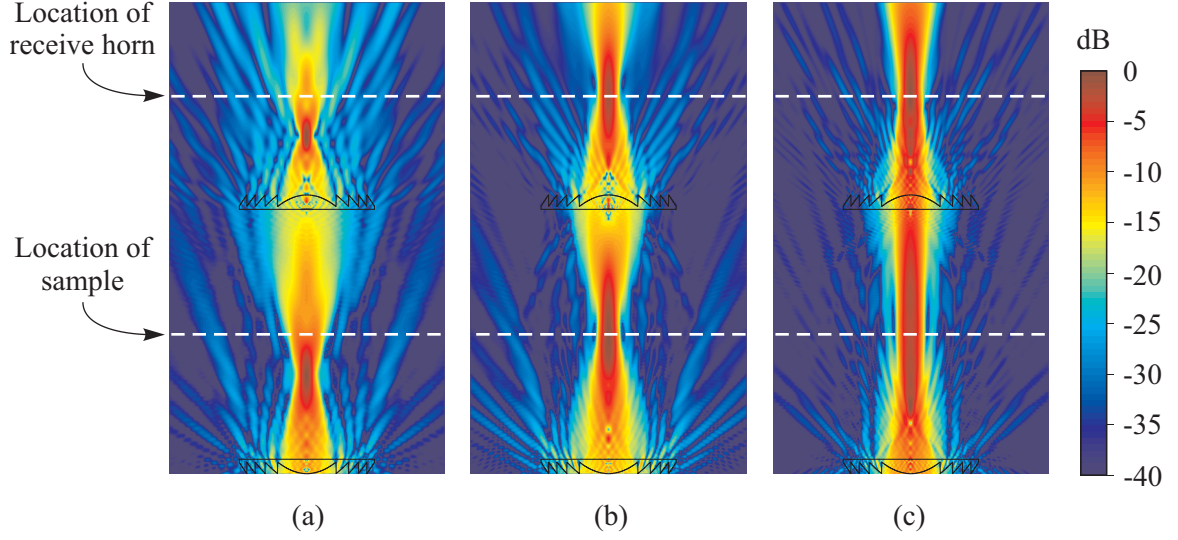 Location of
receive horn
Location of
sample
dB
0
-5
-10
-15
-20
-25
-30
-35
-40
(a)
(b)
(c)